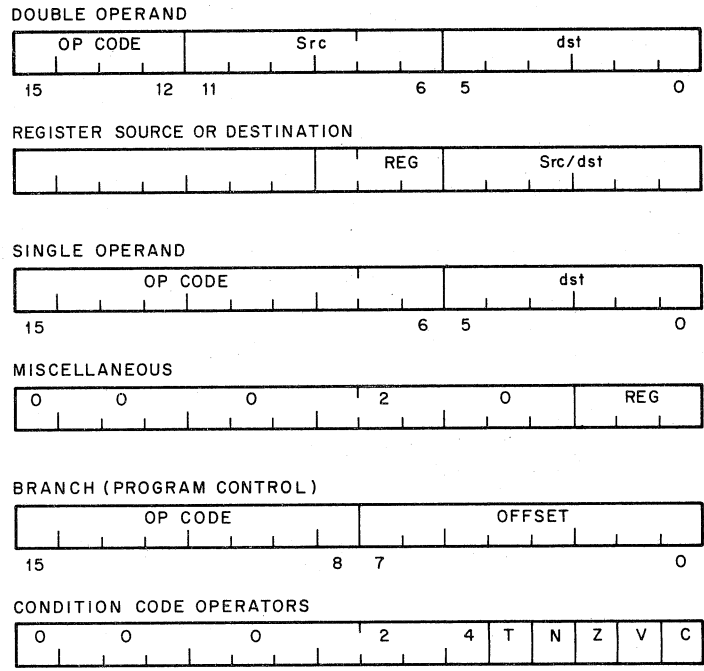 DOUBLE OPERAND
OP CODE Src dst
15 12 11 6 5 0
REGISTER SOURCE OR DESTINATION
REG Src/dst
SINGLE OPERAND
OP CODE dst
15 6 5 0
MISCELLANEOUS
0 0 0 2 0 REG
BRANCH (PROGRAM CONTROL)
OP CODE OFFSET
15 8 7 0
CONDITION CODE OPERATORS
0 0 0 2 4 T N Z V C